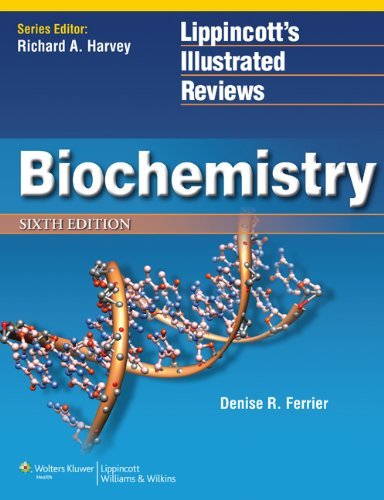 Series Editor:
Richard A. Harvey
Lippincott's
Illustrated
Reviews
Biochemistry
SIXTH EDITION
Denise R. Ferrier
Wolters Kluwer
Health
Lippincott
Williams & Wilkins